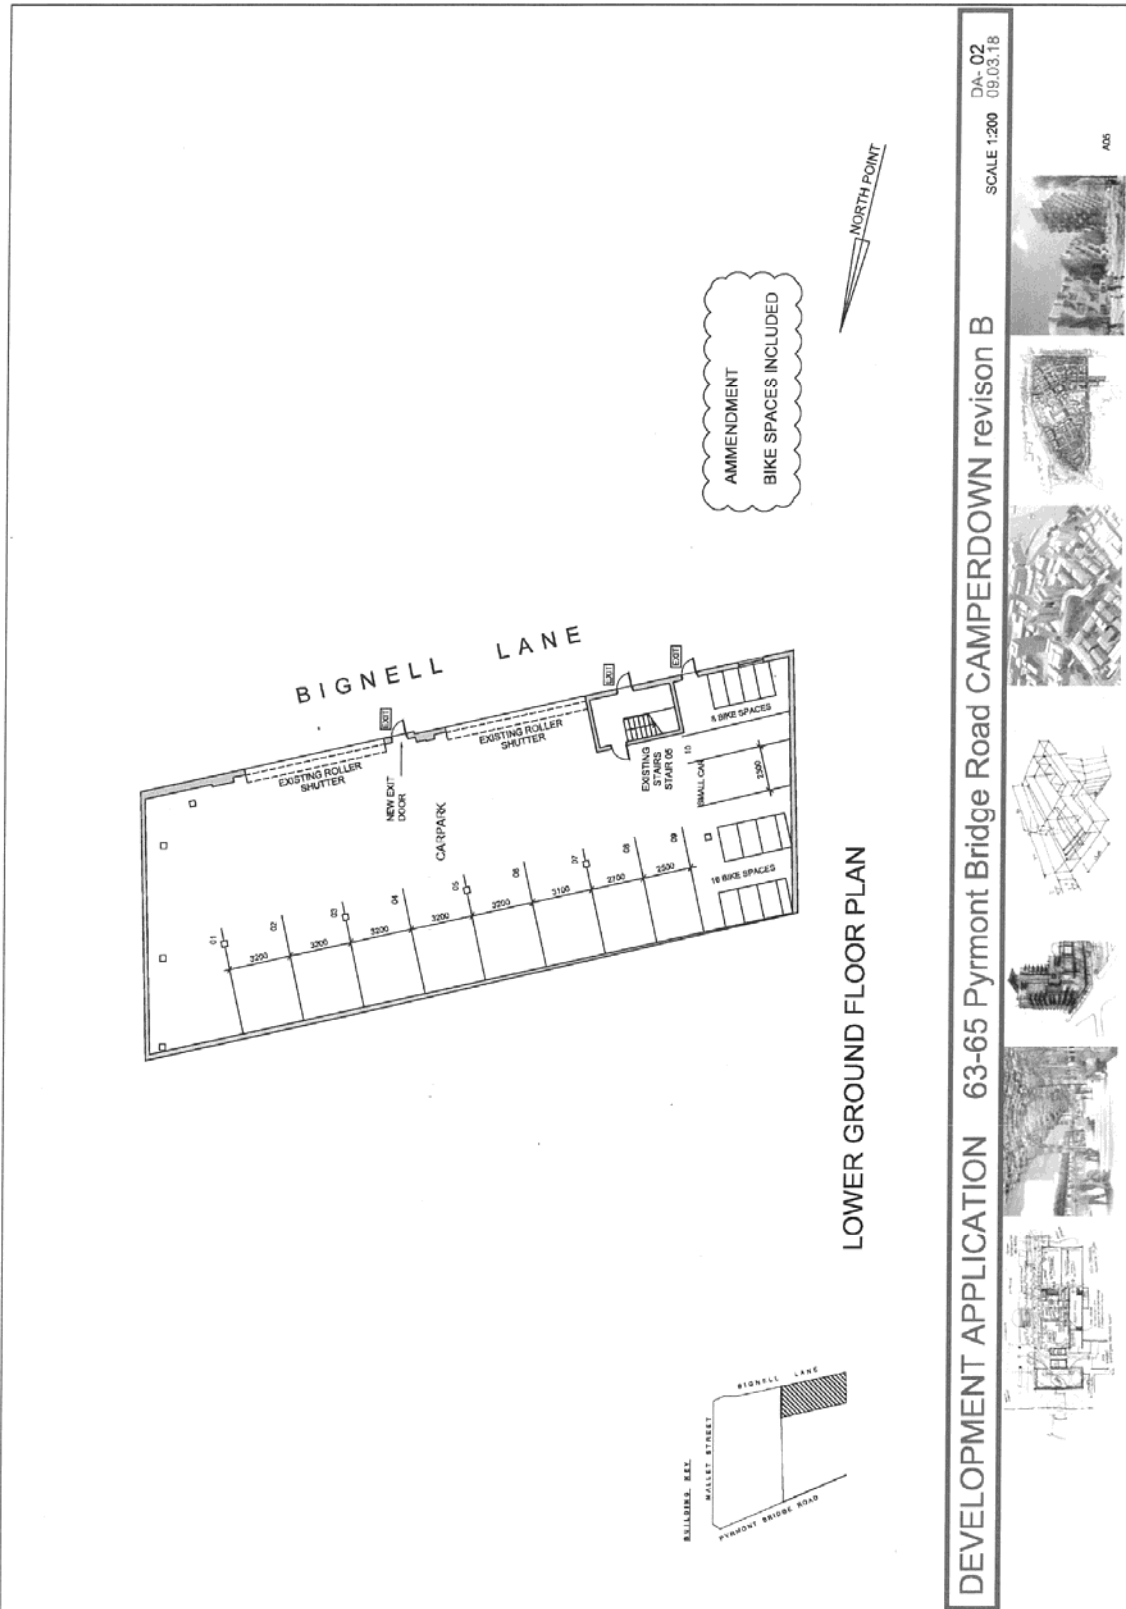 BIGNELL LANE
EXIT
EXIT
EXIT
EXISTING ROLLER
SHUTTER
EXISTING ROLLER
SHUTTER
NEW EXIT
DOOR
CARPARK
EXISTING
STAIRS
STAIR 05
10
SMALL CAR
2300
8 BIKE SPACES
01
02
03
04
05
06
07
08
09
3200
3200
3200
3200
3200
3100
2700
2500
10 BIKE SPACES
LOWER GROUND FLOOR PLAN
AMMENDMENT
BIKE SPACES INCLUDED
NORTH POINT
BUILDING KEY
MALLET STREET
BIGNELL LANE
PYRMONT BRIDGE ROAD
DEVELOPMENT APPLICATION 63-65 Pyrmont Bridge Road CAMPERDOWN revison B
SCALE 1:200
DA- 02
09.03.18
A05